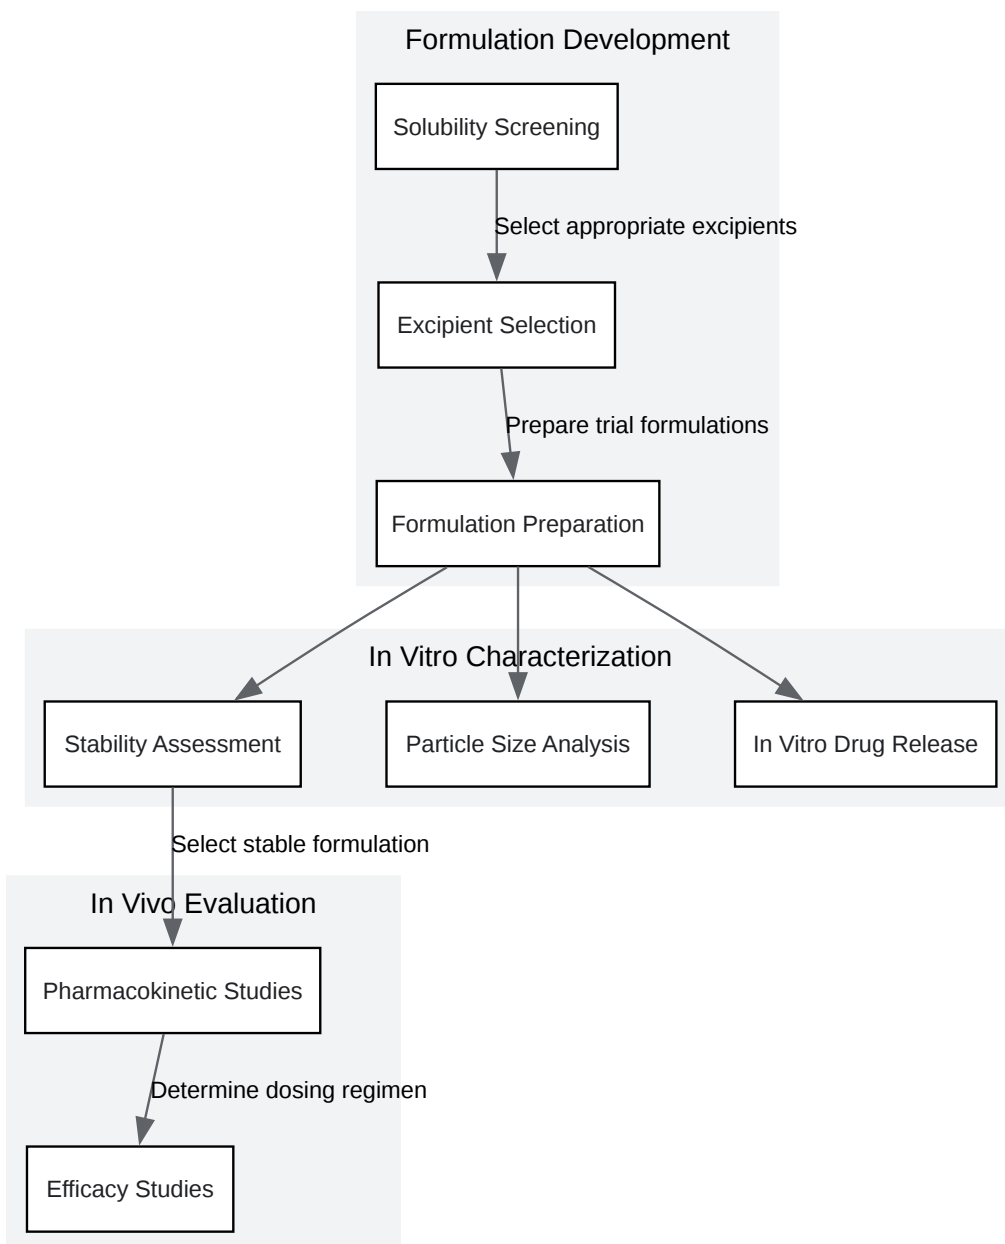 Formulation Development
Solubility Screening
Select appropriate excipients
Excipient Selection
Prepare trial formulations
Formulation Preparation
In Vitro Characterization
Stability Assessment
Particle Size Analysis
In Vitro Drug Release
Select stable formulation
In Vivo Evaluation
Pharmacokinetic Studies
Determine dosing regimen
Efficacy Studies